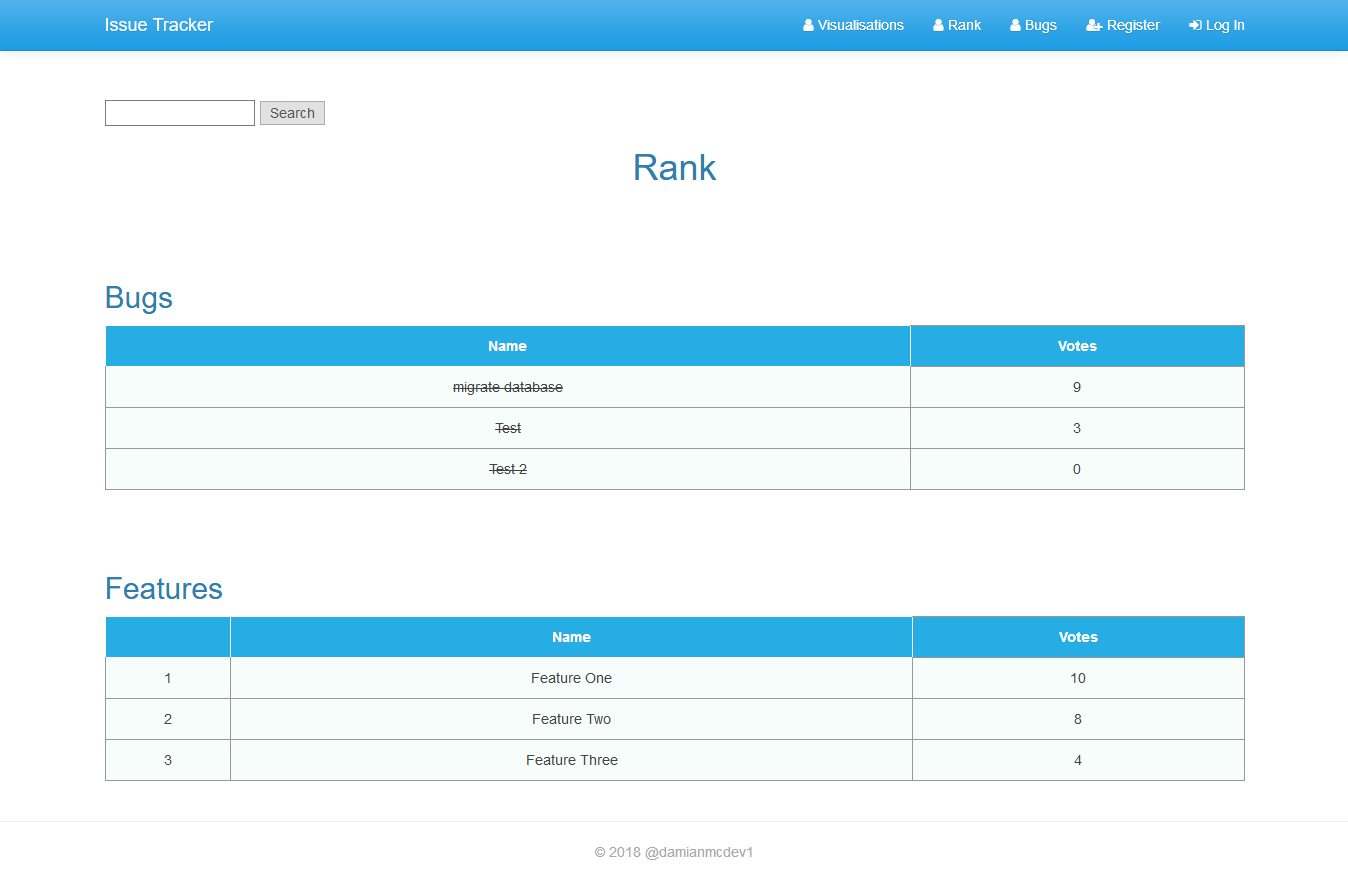 Issue Tracker Visualisations Rank Bugs Register Log In
Search
Rank
Bugs
Name Votes
migrate database 9
Test 3
Test 2 0
Features
Name Votes
1 Feature One 10
2 Feature Two 8
3 Feature Three 4
© 2018 @damianmcdev1